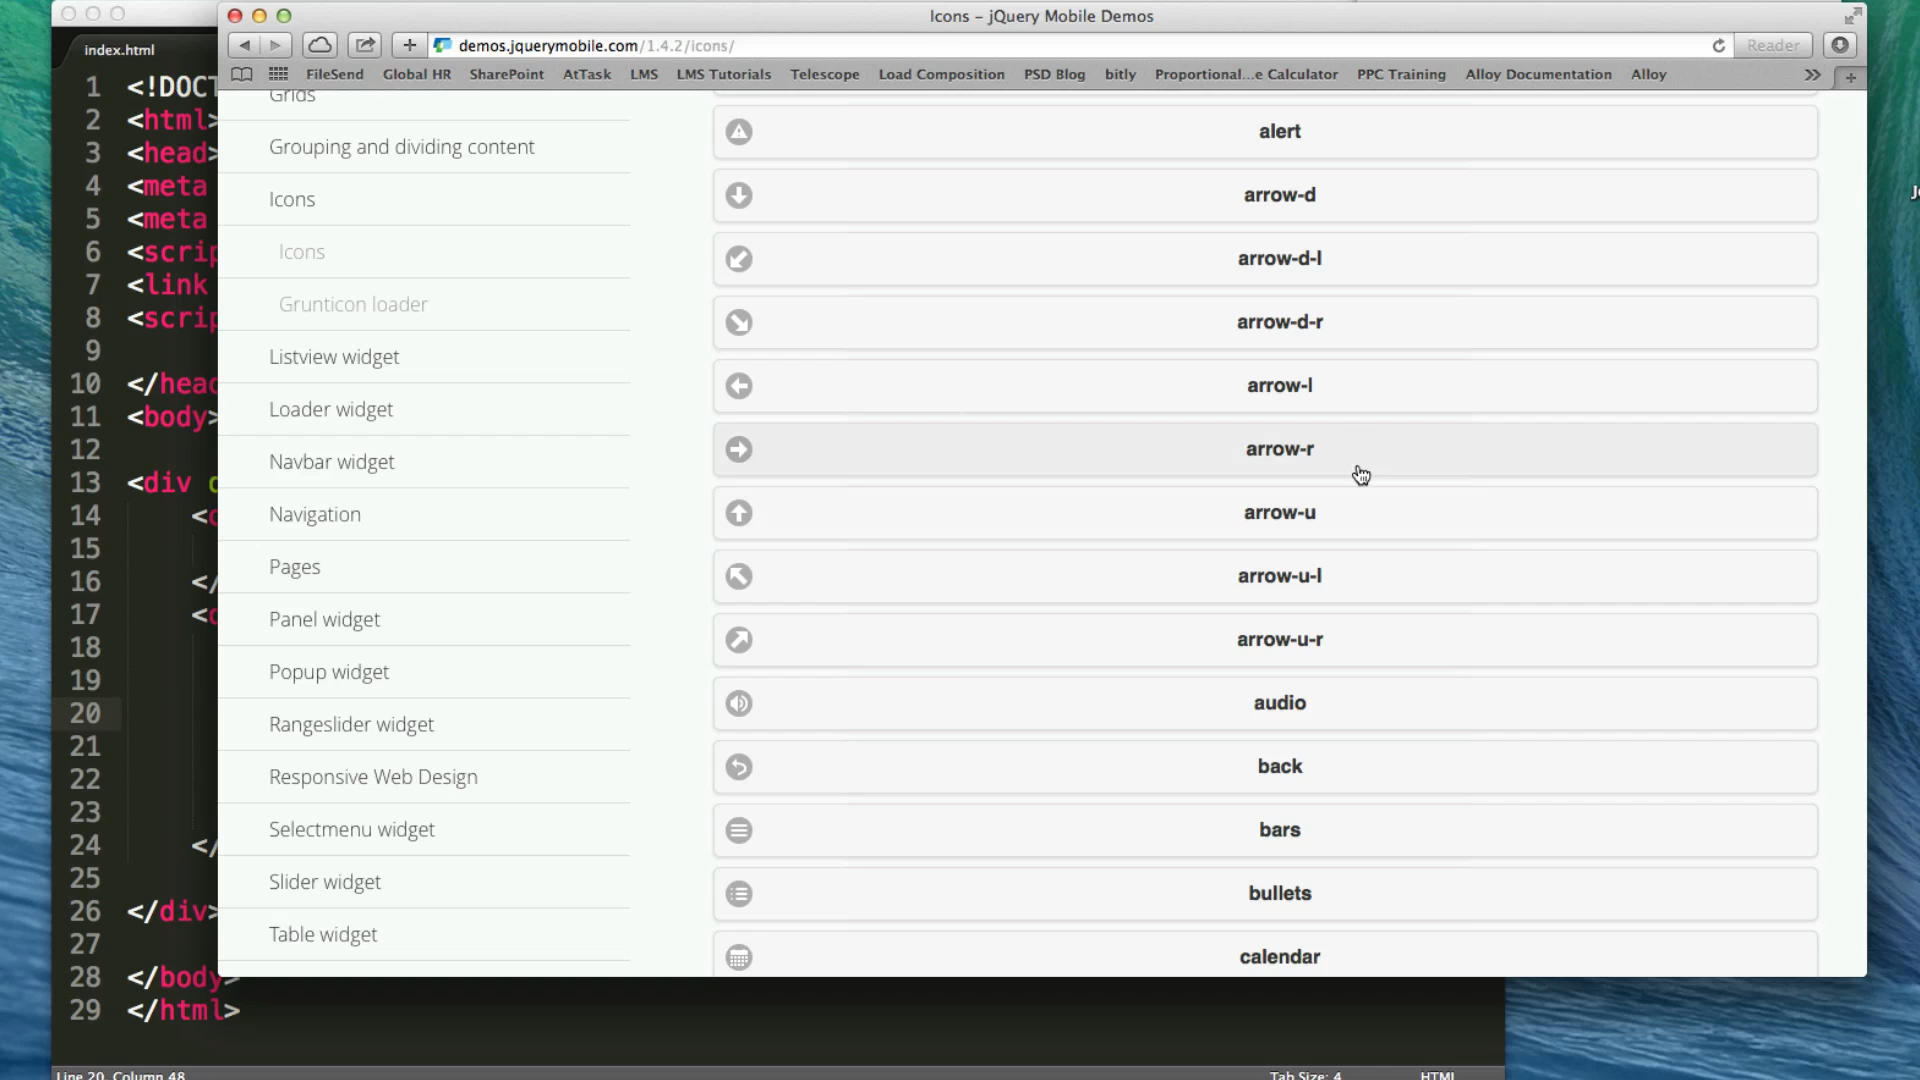 Icons – jQuery Mobile Demos
index.html
demos.jquerymobile.com/1.4.2/icons/
Reader
FileSend
Global HR
SharePoint
AtTask
LMS
LMS Tutorials
Telescope
Load Composition
PSD Blog
bitly
Proportional...e Calculator
PPC Training
Alloy Documentation
Alloy
1 <!DOCT
2 <html>
3 <head>
4 <meta
5 <meta
6 <scrip
7 <link
8 <scrip
9
10 </head
11 <body>
12
13 <div
14 <
15
16 </
17 <
18
19
20
21
22
23
24 </
25
26 </div>
27
28 </body>
29 </html>
Grids
Grouping and dividing content
Icons
Icons
Grunticon loader
Listview widget
Loader widget
Navbar widget
Navigation
Pages
Panel widget
Popup widget
Rangeslider widget
Responsive Web Design
Selectmenu widget
Slider widget
Table widget
alert
arrow-d
arrow-d-l
arrow-d-r
arrow-l
arrow-r
arrow-u
arrow-u-l
arrow-u-r
audio
back
bars
bullets
calendar
Line 20, Column 48
Tab Size: 4
HTML